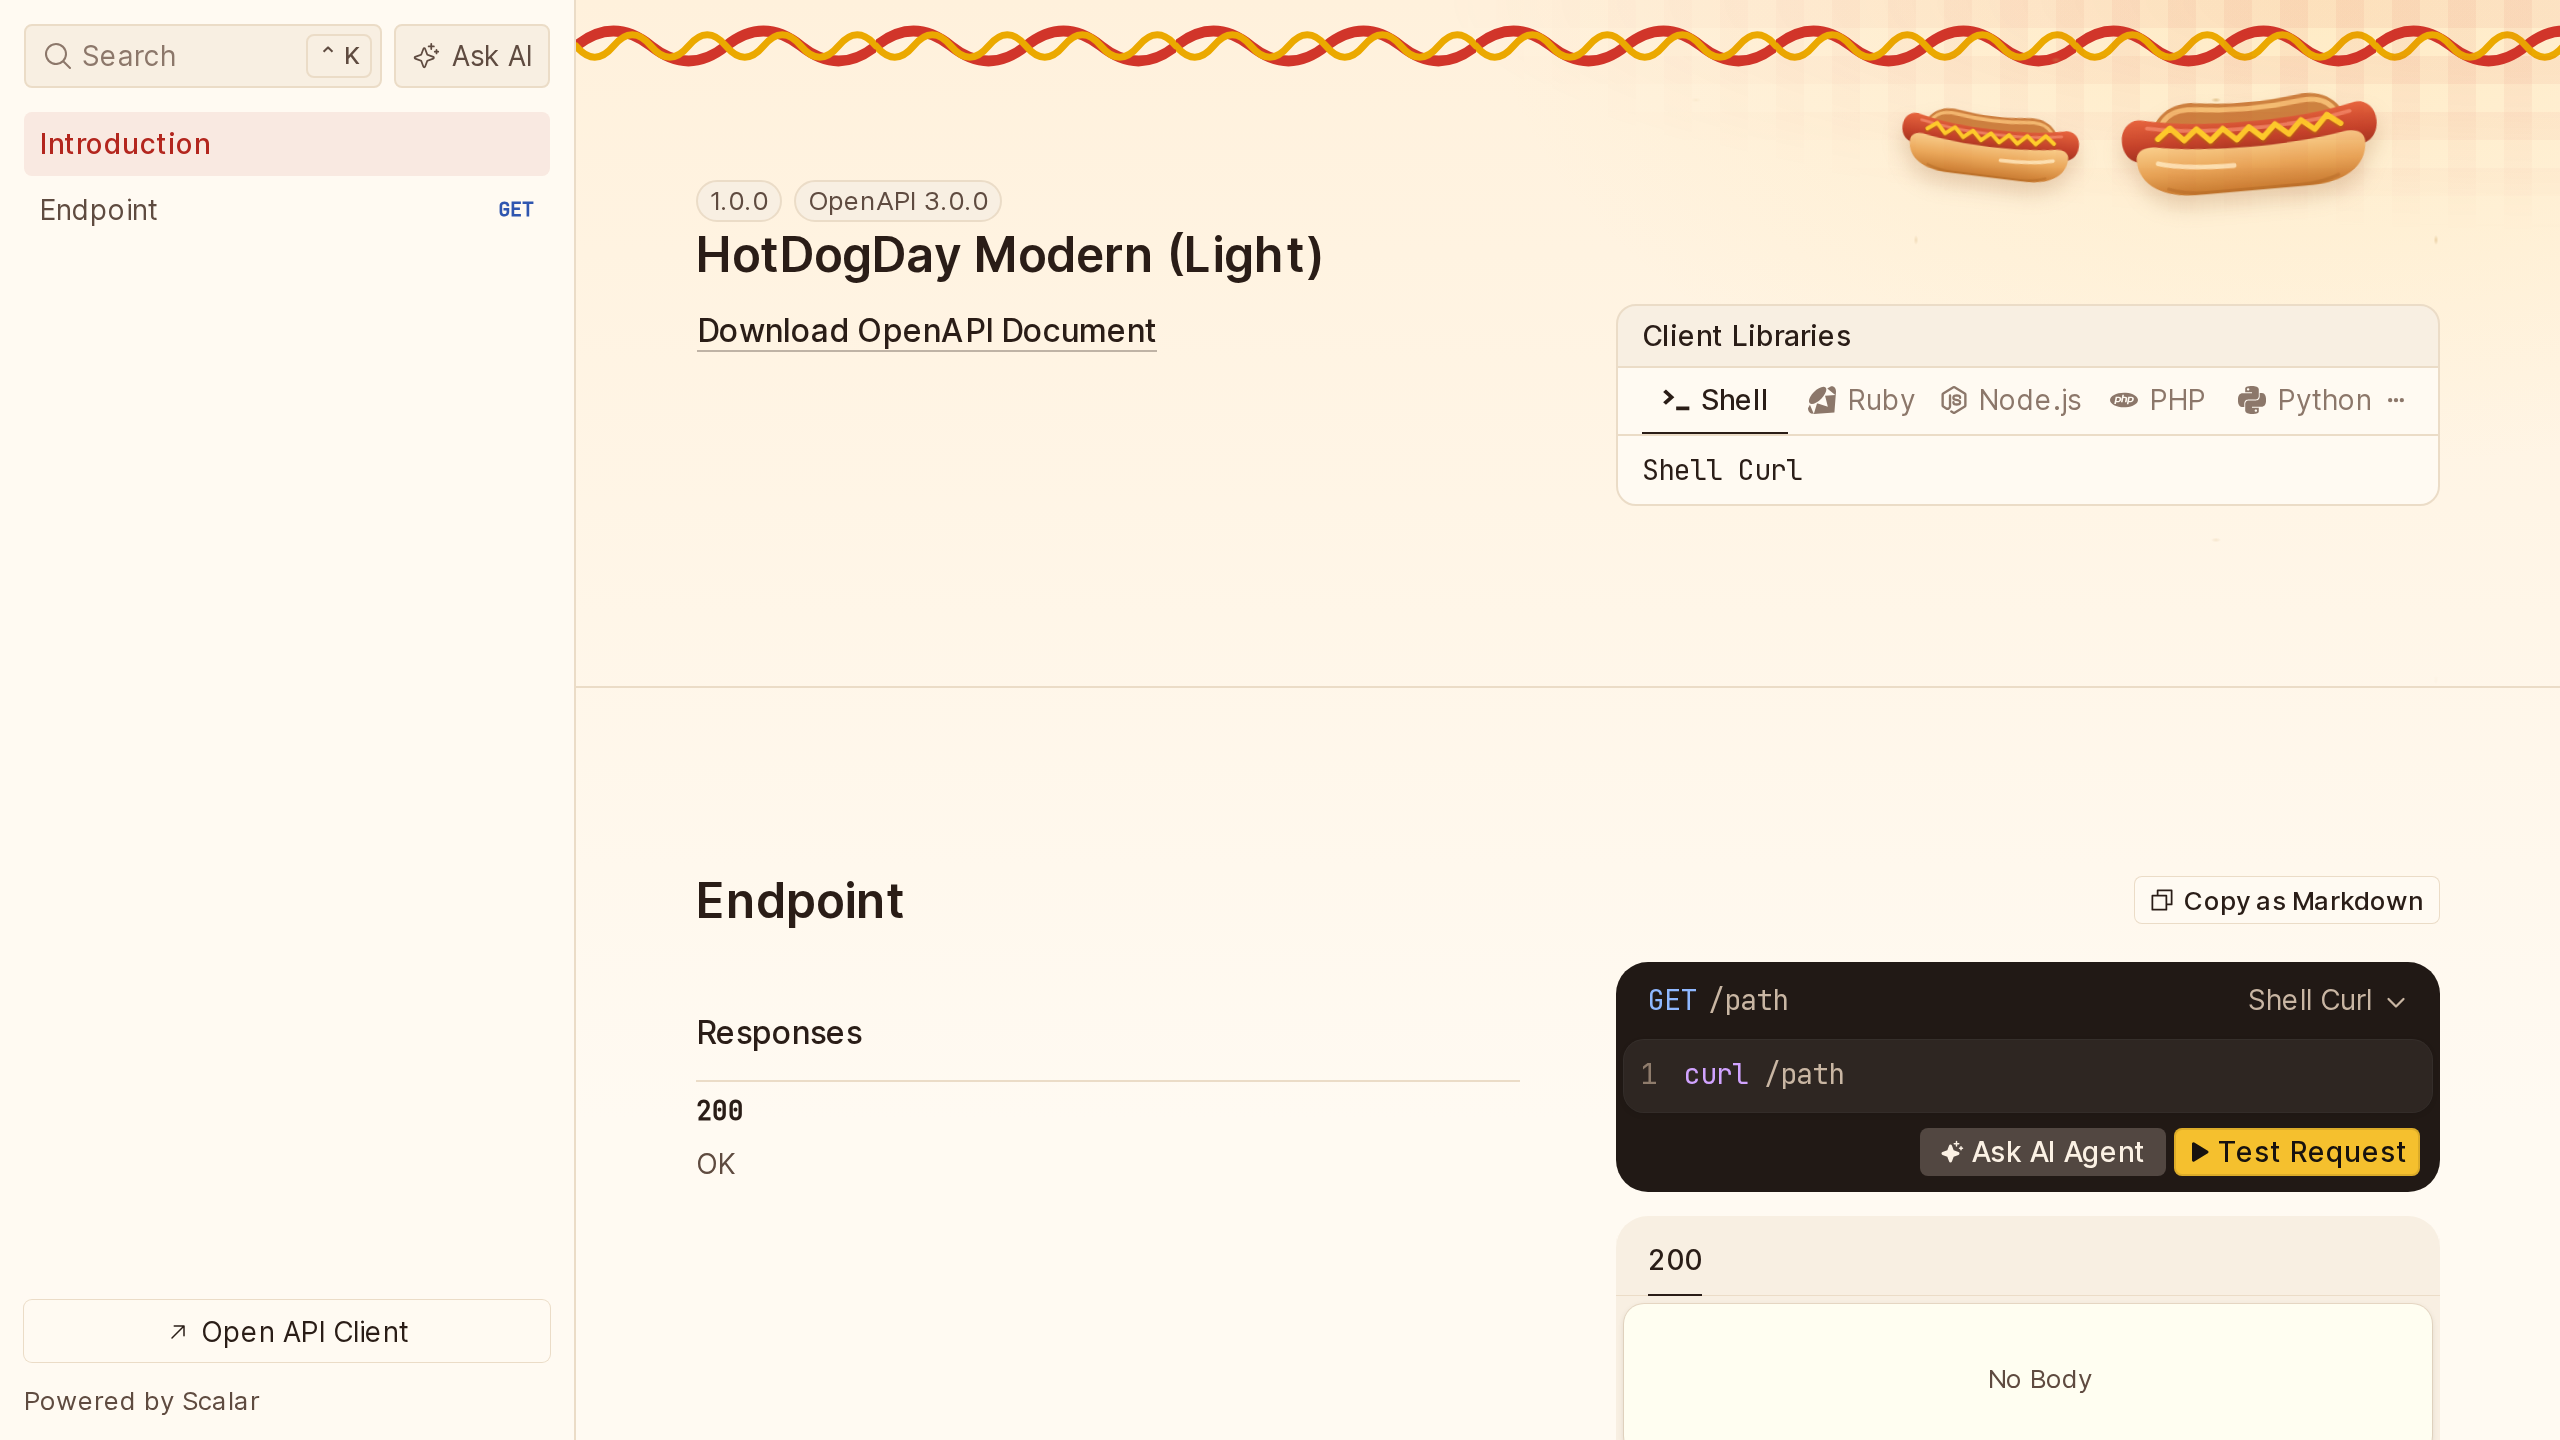 Search
⌃ K
Ask AI
Introduction
Endpoint
GET
1.0.0
OpenAPI 3.0.0
HotDogDay Modern (Light)
Download OpenAPI Document
Client Libraries
Shell
Ruby
Node.js
PHP
Python
Shell Curl
Endpoint
Copy as Markdown
Responses
200
OK
GET /path
Shell Curl
1 curl /path
Ask AI Agent
Test Request
200
No Body
Open API Client
Powered by Scalar